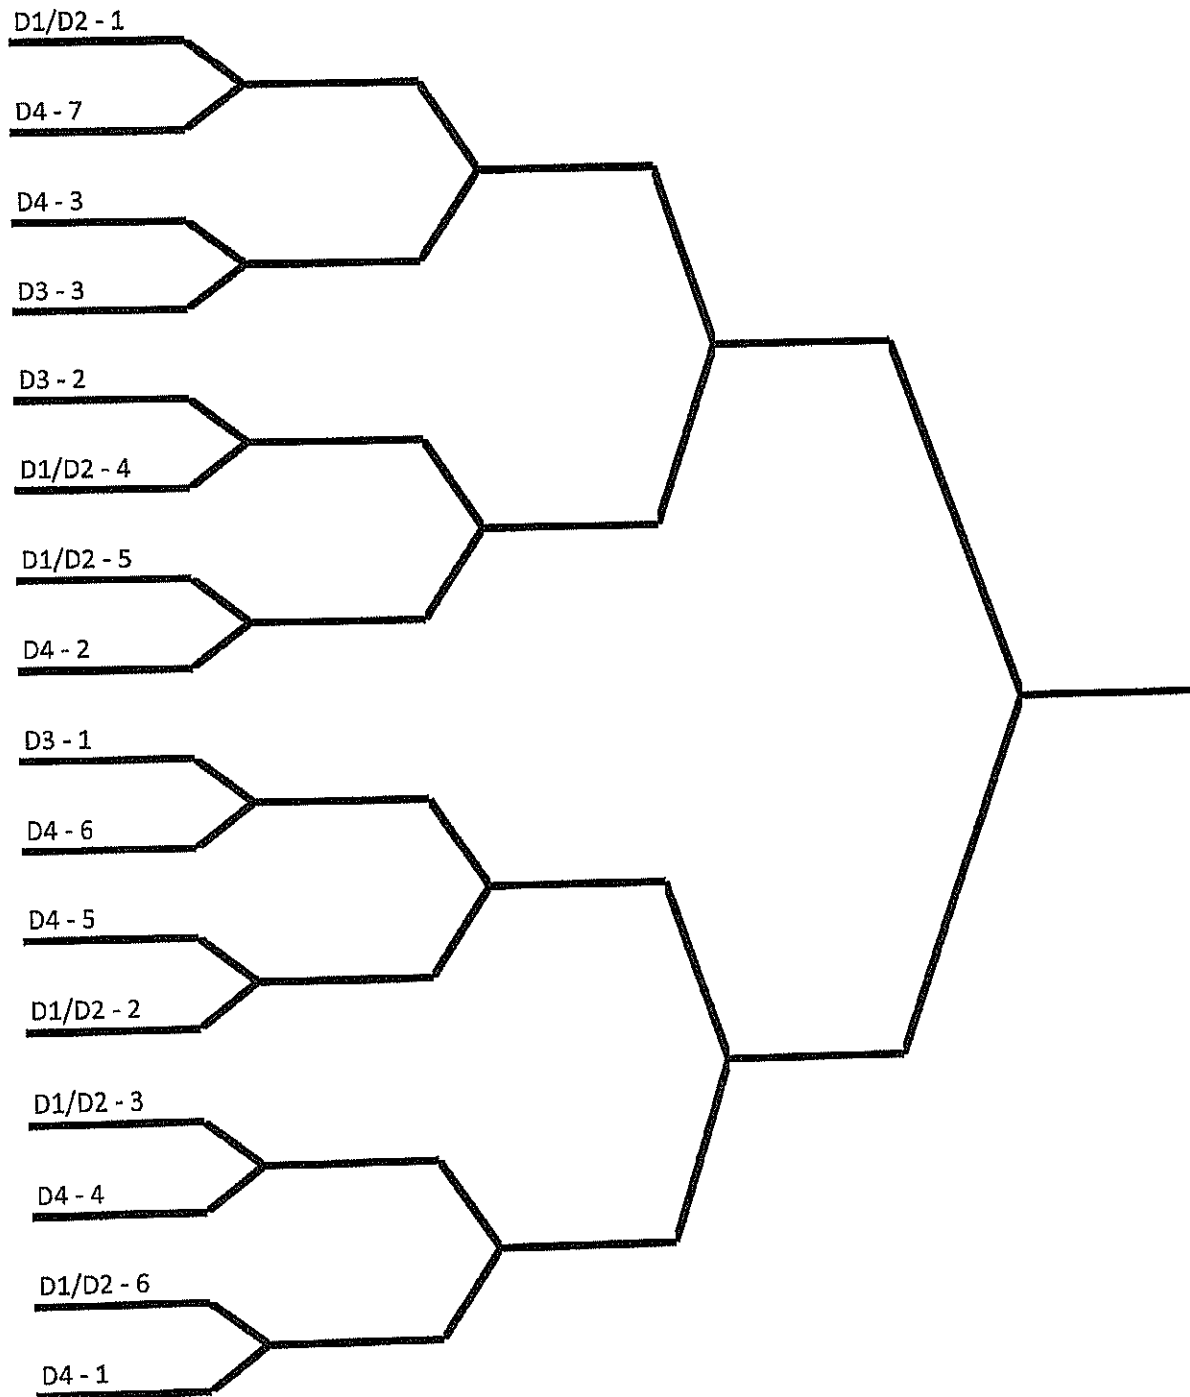 D1/D2 - 1
D4 - 7
D4 - 3
D3 - 3
D3 - 2
D1/D2 - 4
D1/D2 - 5
D4 - 2
D3 - 1
D4 - 6
D4 - 5
D1/D2 - 2
D1/D2 - 3
D4 - 4
D1/D2 - 6
D4 - 1